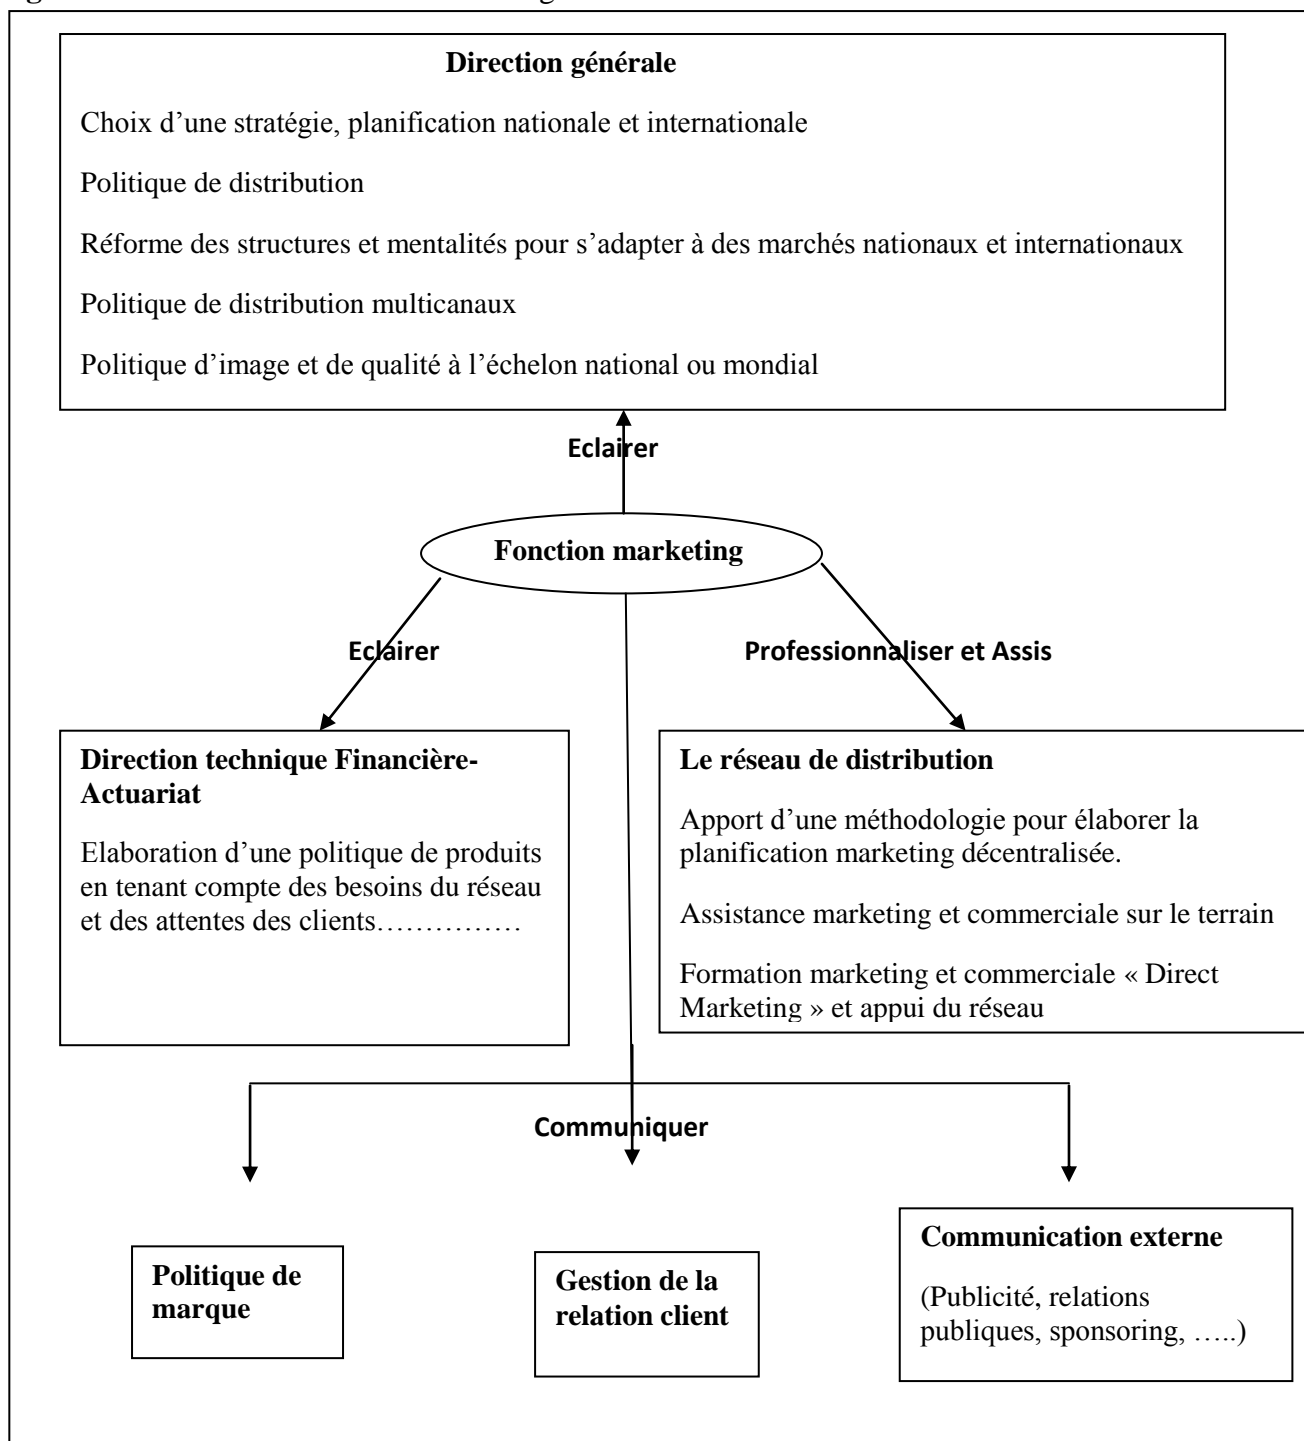 Direction générale
Choix d’une stratégie, planification nationale et internationale
Politique de distribution
Réforme des structures et mentalités pour s’adapter à des marchés nationaux et internationaux
Politique de distribution multicanaux
Politique d’image et de qualité à l’échelon national ou mondial
Eclairer
Fonction marketing
Eclairer
Professionnaliser et Assis
Direction technique Financière-
Actuariat
Elaboration d’une politique de produits
en tenant compte des besoins du réseau
et des attentes des clients……………
Le réseau de distribution
Apport d’une méthodologie pour élaborer la
planification marketing décentralisée.
Assistance marketing et commerciale sur le terrain
Formation marketing et commerciale « Direct
Marketing » et appui du réseau
Communiquer
Politique de
marque
Gestion de la
relation client
Communication externe
(Publicité, relations
publiques, sponsoring, …..)